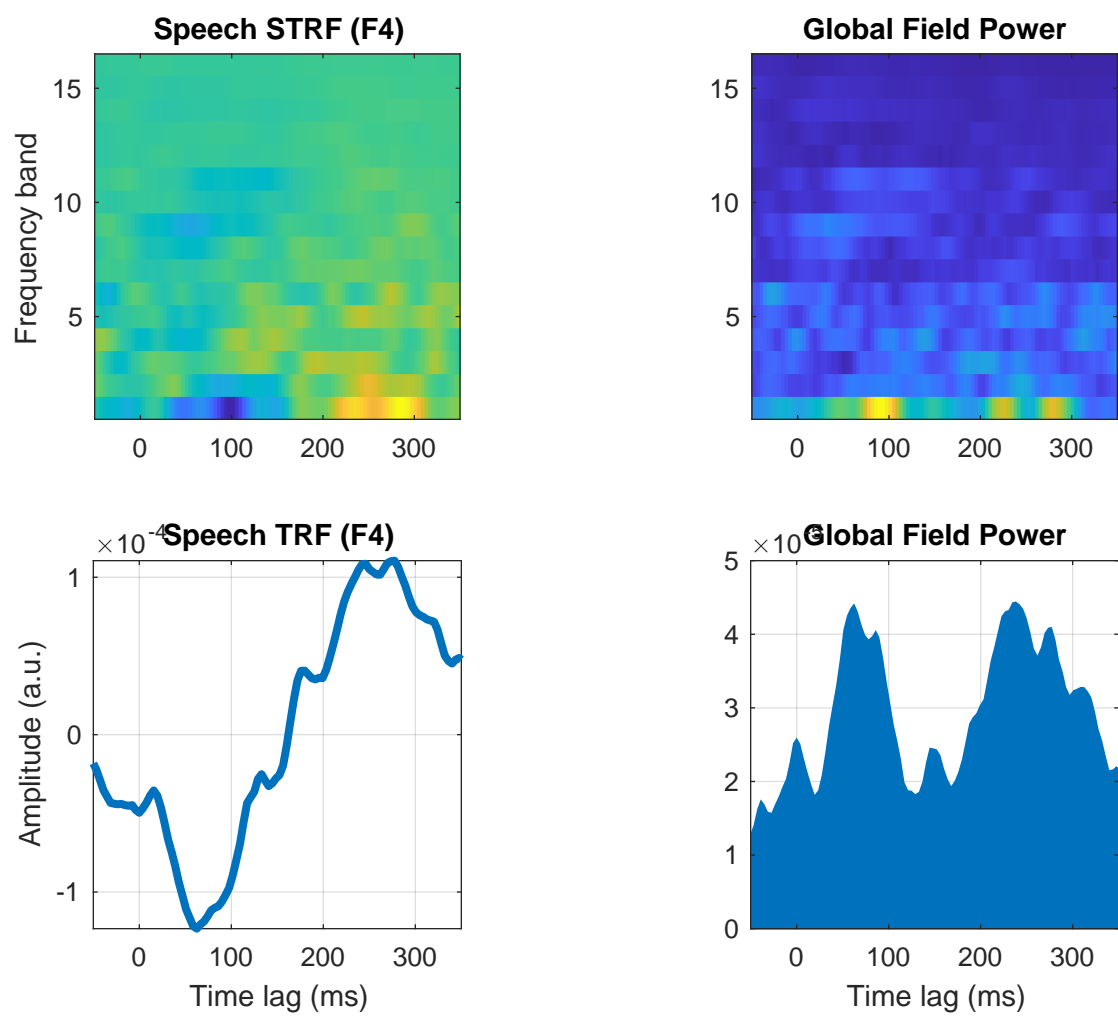 Speech STRF (F4)
Frequency band
15
10
5
0 100 200 300
Global Field Power
15
10
5
0 100 200 300
Speech TRF (F4)
×10-4
Amplitude (a.u.)
1
0
-1
0 100 200 300
Time lag (ms)
Global Field Power
×10
5
4
3
2
1
0
0 100 200 300
Time lag (ms)